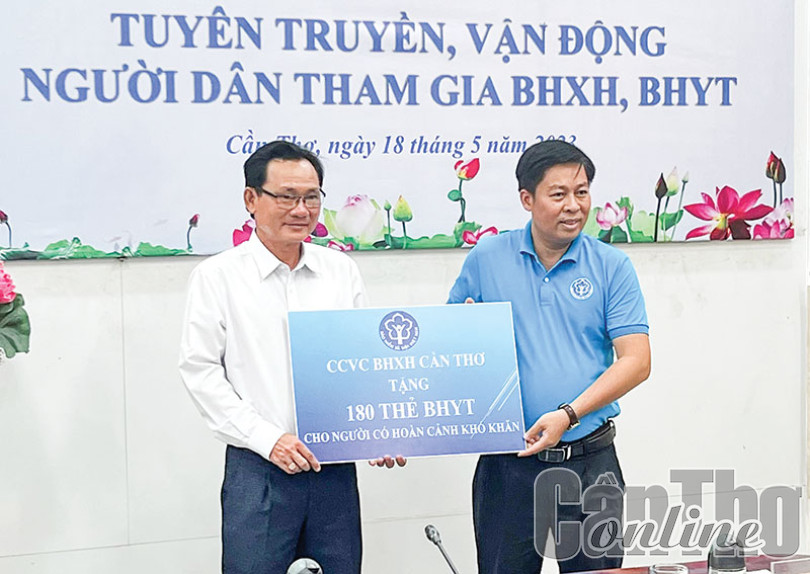 TUYÊN TRUYỀN, VẬN ĐỘNG
NGƯỜI DÂN THAM GIA BHXH, BHYT
Cần Thơ, ngày 18 tháng 5 năm 2023
CCVC BHXH CẦN THƠ
TẶNG
180 THẺ BHYT
CHO NGƯỜI CÓ HOÀN CẢNH KHÓ KHĂN
CầnThơ
online